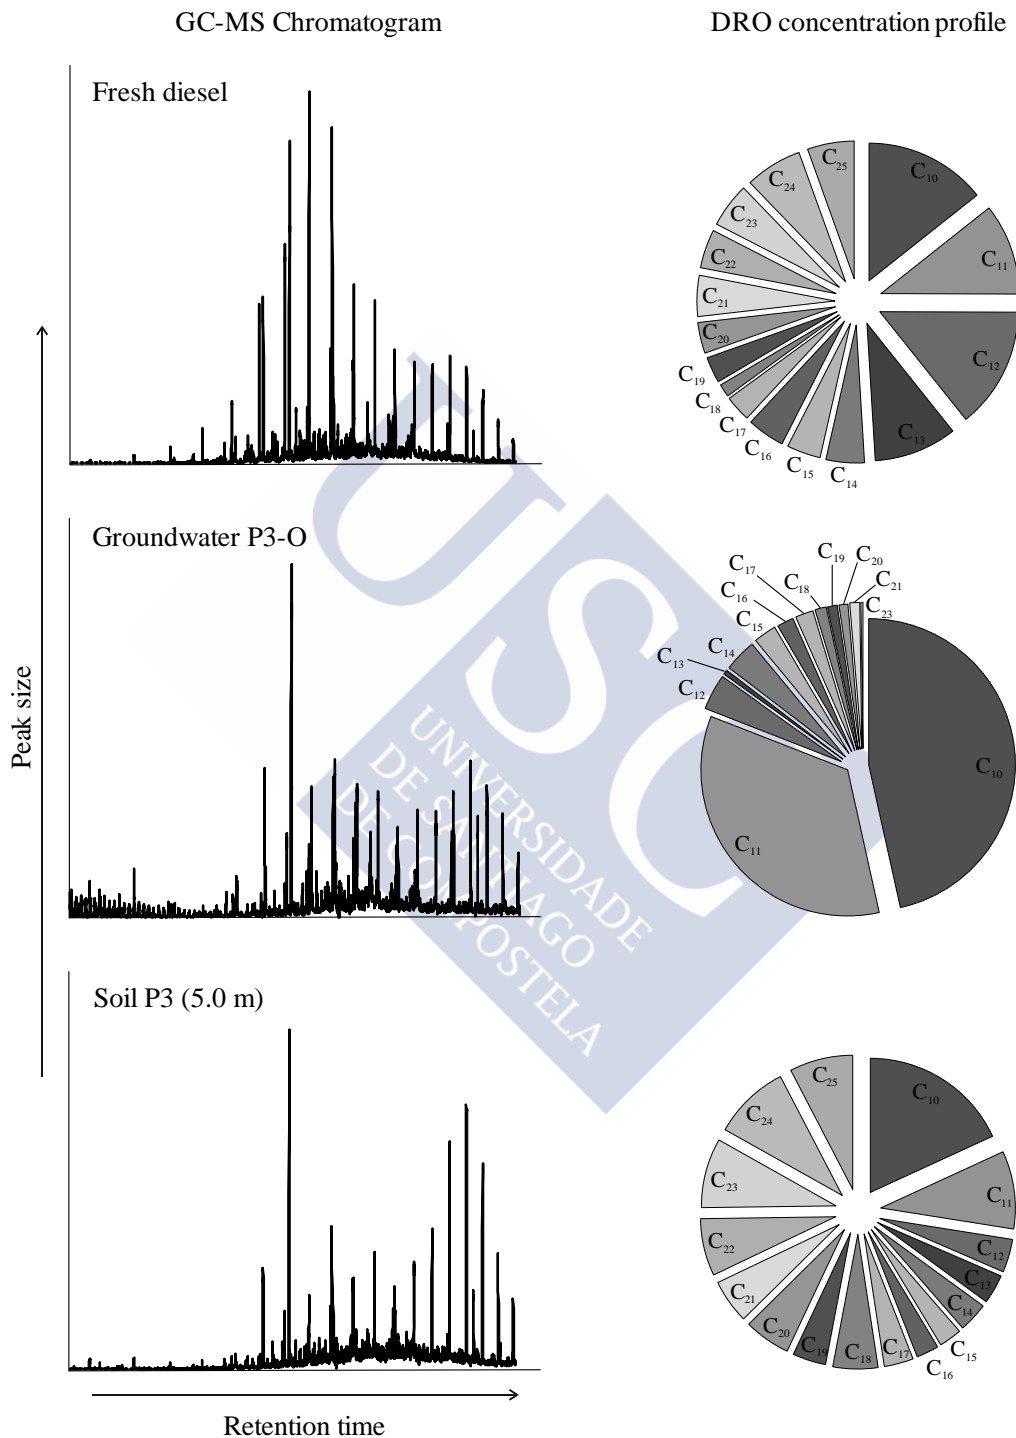 GC-MS Chromatogram
DRO concentration profile
Fresh diesel
C10
C11
C12
C13
C14
C15
C16
C17
C18
C19
C20
C21
C22
C23
C24
C25
Groundwater P3-O
C10
C11
C12
C13
C14
C15
C16
C17
C18
C19
C20
C21
C23
Soil P3 (5.0 m)
C10
C11
C12
C13
C14
C15
C16
C17
C18
C19
C20
C21
C22
C23
C24
C25
Peak size
Retention time
USC
UNIVERSIDADE
DE SANTIAGO
DE COMPOSTELA